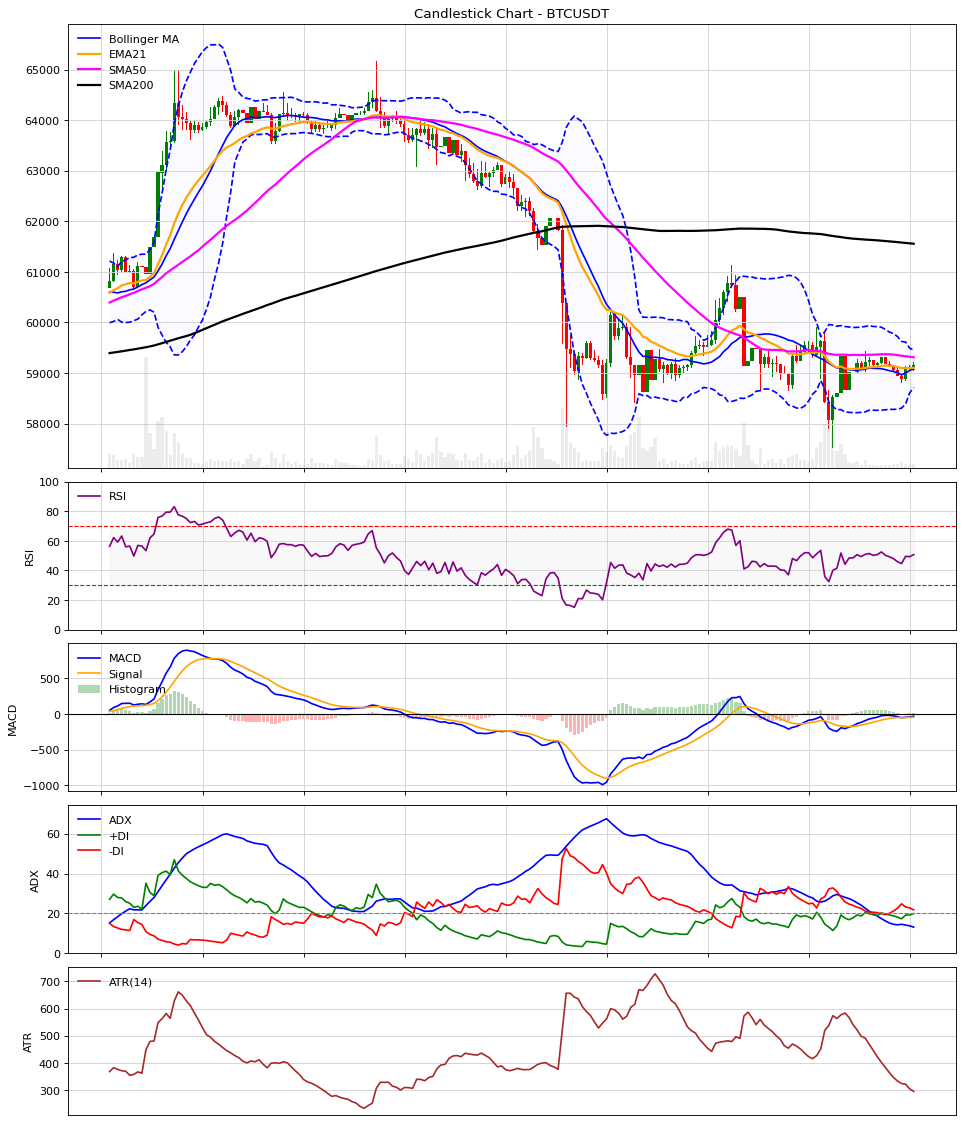 Candlestick Chart - BTCUSDT
Bollinger MA
EMA21
SMA50
SMA200
65000
64000
63000
62000
61000
60000
59000
58000
RSI
100
80
60
40
20
0
RSI
MACD
Signal
Histogram
500
0
−500
−1000
MACD
ADX
+DI
-DI
60
40
20
0
ADX
ATR(14)
700
600
500
400
300
ATR